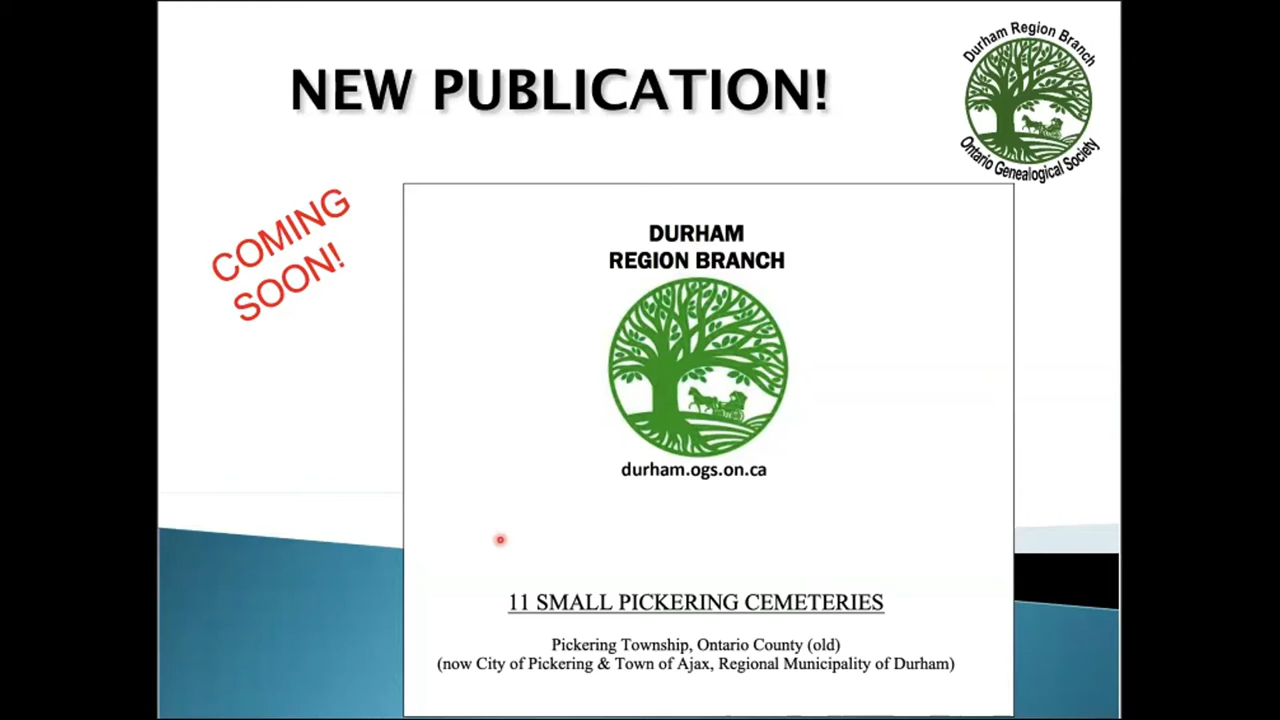 NEW PUBLICATION!
Durham Region Branch
Ontario Genealogical Society
COMING
SOON!
DURHAM
REGION BRANCH
durham.ogs.on.ca
11 SMALL PICKERING CEMETERIES
Pickering Township, Ontario County (old)
(now City of Pickering & Town of Ajax, Regional Municipality of Durham)